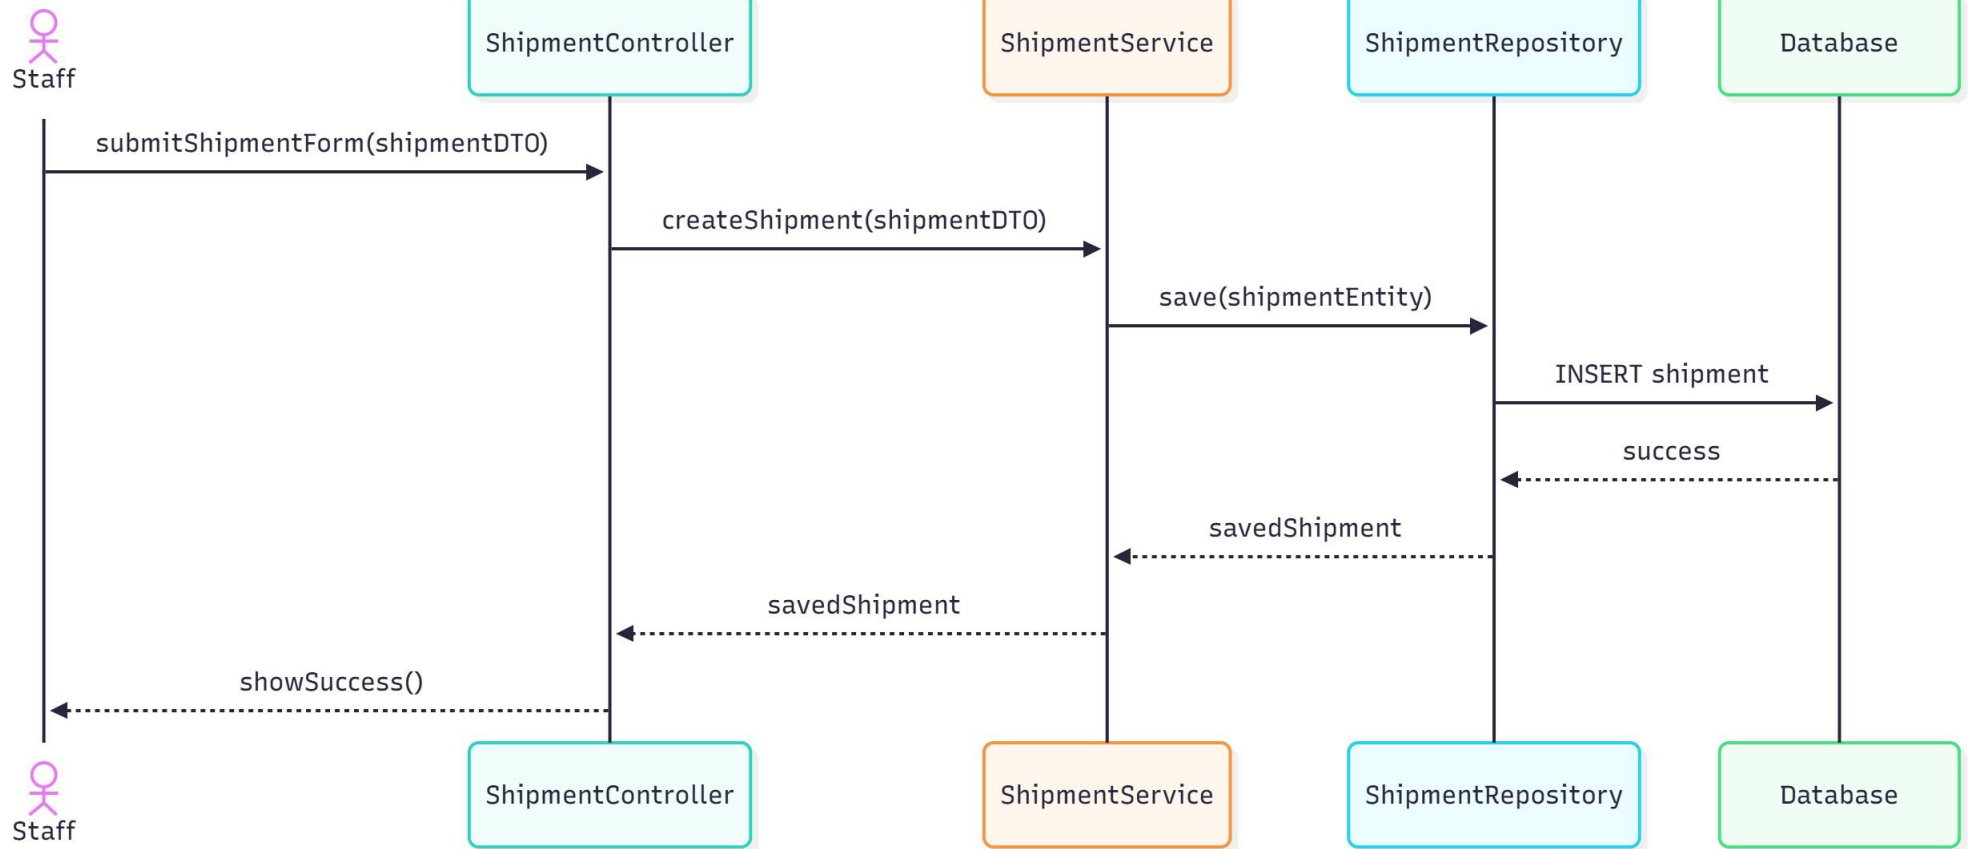 Staff
ShipmentController
ShipmentService
ShipmentRepository
Database
submitShipmentForm(shipmentDTO)
createShipment(shipmentDTO)
save(shipmentEntity)
INSERT shipment
success
savedShipment
savedShipment
showSuccess()
Staff
ShipmentController
ShipmentService
ShipmentRepository
Database